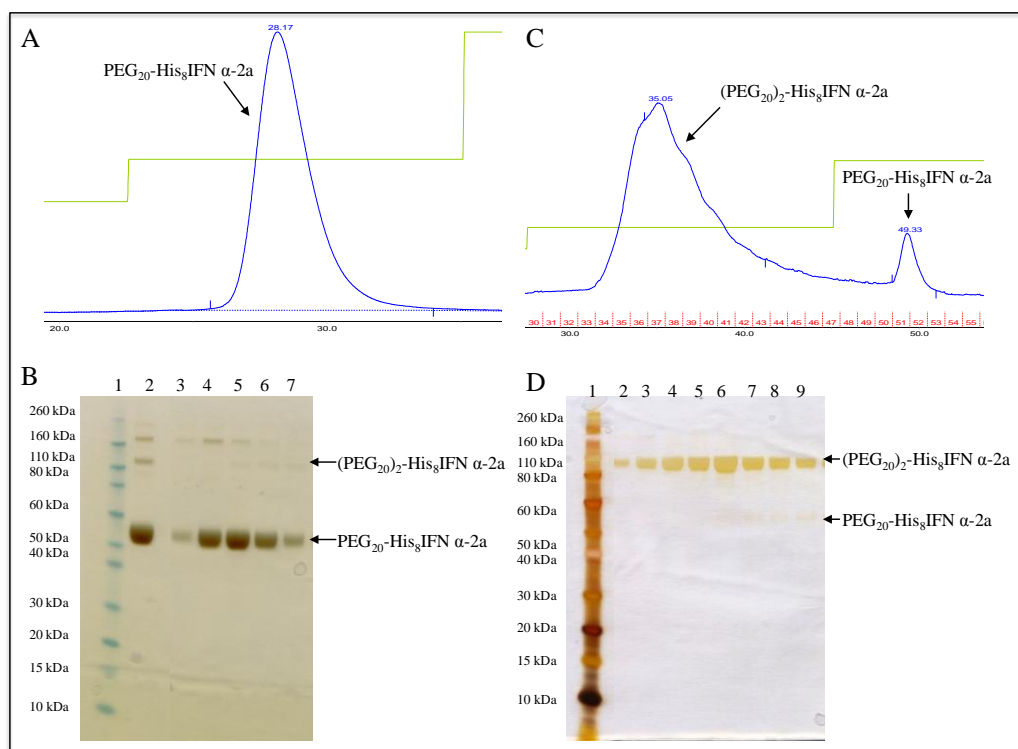 A
28.17
PEG₂₀-His₈IFN α-2a
20.0 30.0
C
35.05
(PEG₂₀)₂-His₈IFN α-2a
PEG₂₀-His₈IFN α-2a
49.33
30 31 32 33 34 35 36 37 38 39 40 41 42 43 44 45 46 47 48 49 50 51 52 53 54 55
30.0 40.0 50.0
B
1 2 3 4 5 6 7
260 kDa
160 kDa
110 kDa
80 kDa
60 kDa
50 kDa
40 kDa
30 kDa
20 kDa
15 kDa
10 kDa
(PEG₂₀)₂-His₈IFN α-2a
PEG₂₀-His₈IFN α-2a
D
1 2 3 4 5 6 7 8 9
260 kDa
160 kDa
110 kDa
80 kDa
60 kDa
50 kDa
40 kDa
30 kDa
20 kDa
15 kDa
10 kDa
(PEG₂₀)₂-His₈IFN α-2a
PEG₂₀-His₈IFN α-2a